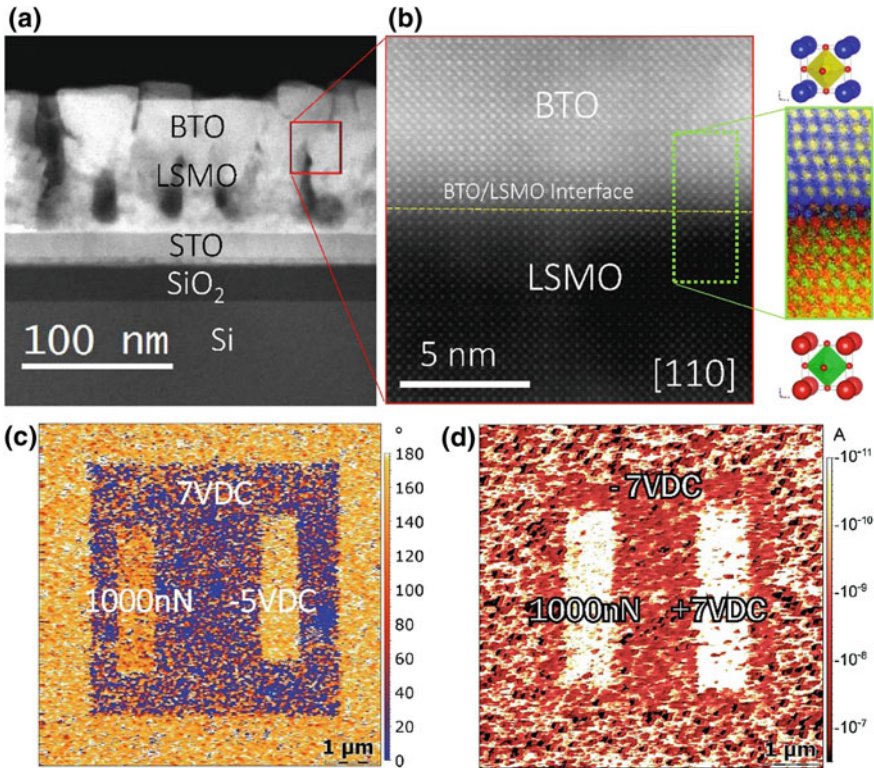 (a)
BTO
LSMO
STO
SiO₂
100 nm
Si
(b)
BTO
BTO/LSMO Interface
LSMO
5 nm
[110]
(c)
7VDC
1000nN
-5VDC
1 μm
°
180
160
140
120
100
80
60
40
20
0
(d)
- 7VDC
1000nN
+7VDC
1 μm
A
-10⁻¹¹
-10⁻¹⁰
-10⁻⁹
-10⁻⁸
-10⁻⁷